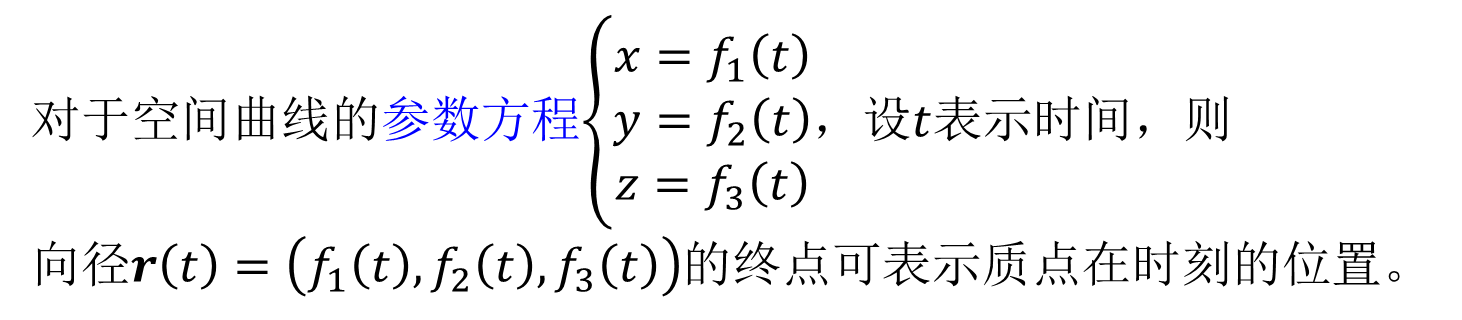 对于空间曲线的参数方程{x = f₁(t)
y = f₂(t)，设t表示时间，则
z = f₃(t)
向径r(t) = (f₁(t), f₂(t), f₃(t))的终点可表示质点在时刻的位置。